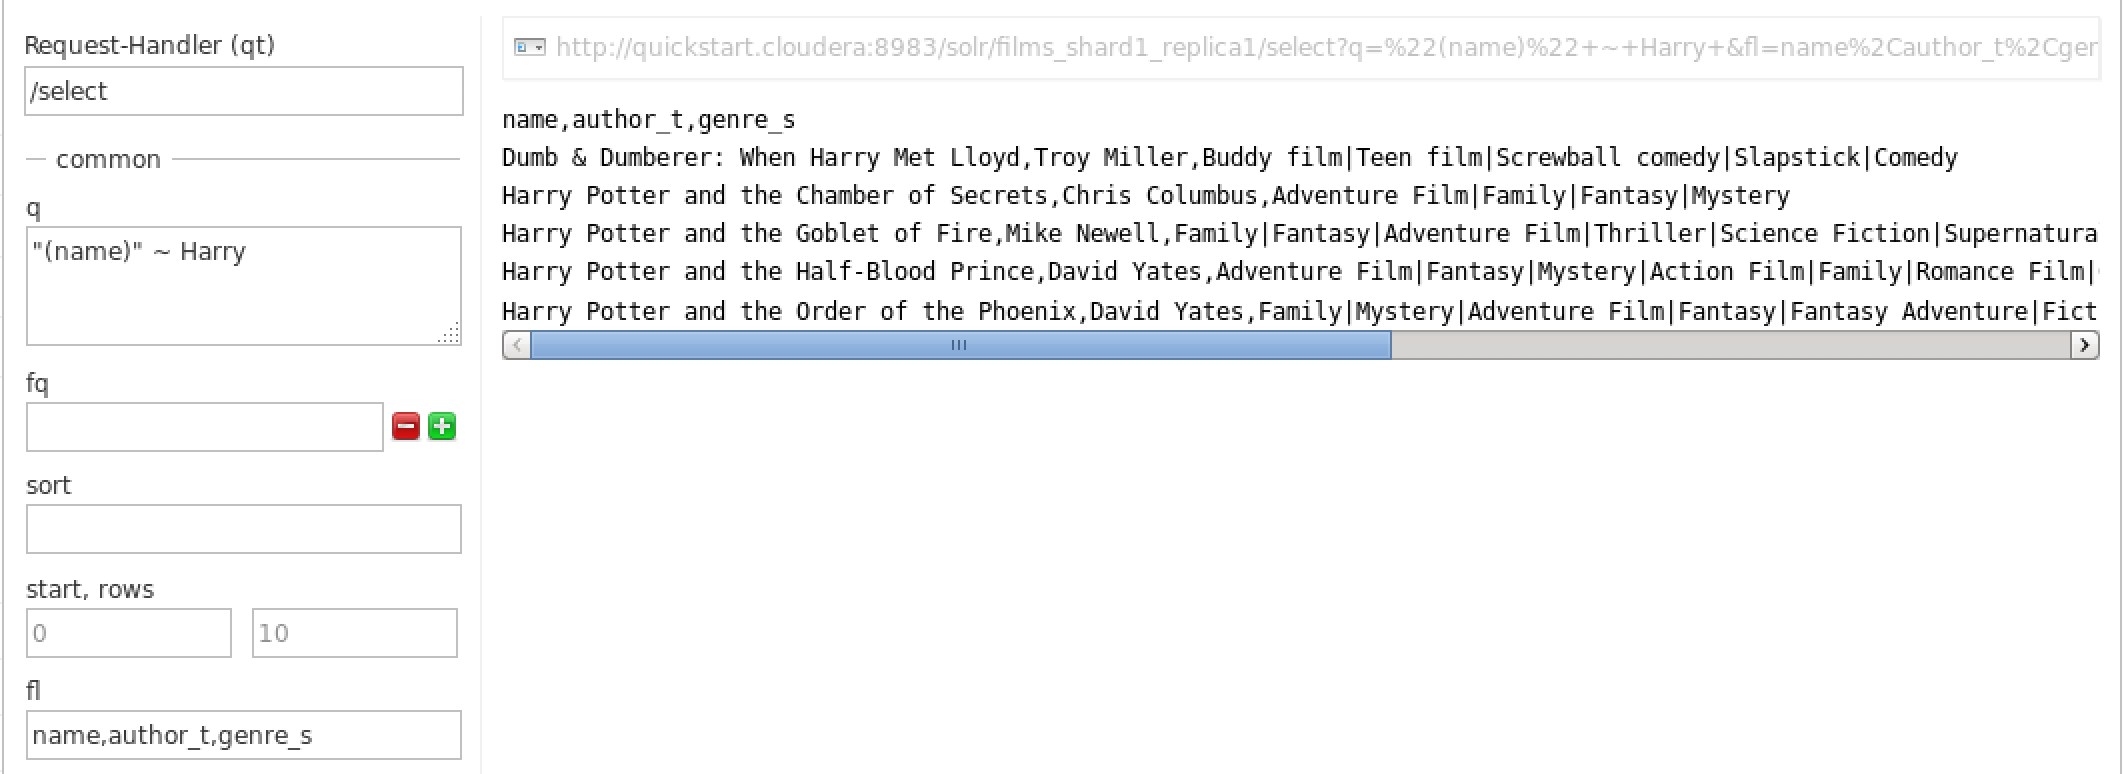 Request-Handler (qt)
/select
common
q
"(name)" ~ Harry
fq
sort
start, rows
0 10
fl
name,author_t,genre_s
http://quickstart.cloudera:8983/solr/films_shard1_replica1/select?q=%22(name)%22+~+Harry+&fl=name%2Cauthor_t%2Cger
name,author_t,genre_s
Dumb & Dumberer: When Harry Met Lloyd,Troy Miller,Buddy film|Teen film|Screwball comedy|Slapstick|Comedy
Harry Potter and the Chamber of Secrets,Chris Columbus,Adventure Film|Family|Fantasy|Mystery
Harry Potter and the Goblet of Fire,Mike Newell,Family|Fantasy|Adventure Film|Thriller|Science Fiction|Supernatura
Harry Potter and the Half-Blood Prince,David Yates,Adventure Film|Fantasy|Mystery|Action Film|Family|Romance Film|
Harry Potter and the Order of the Phoenix,David Yates,Family|Mystery|Adventure Film|Fantasy|Fantasy Adventure|Fict